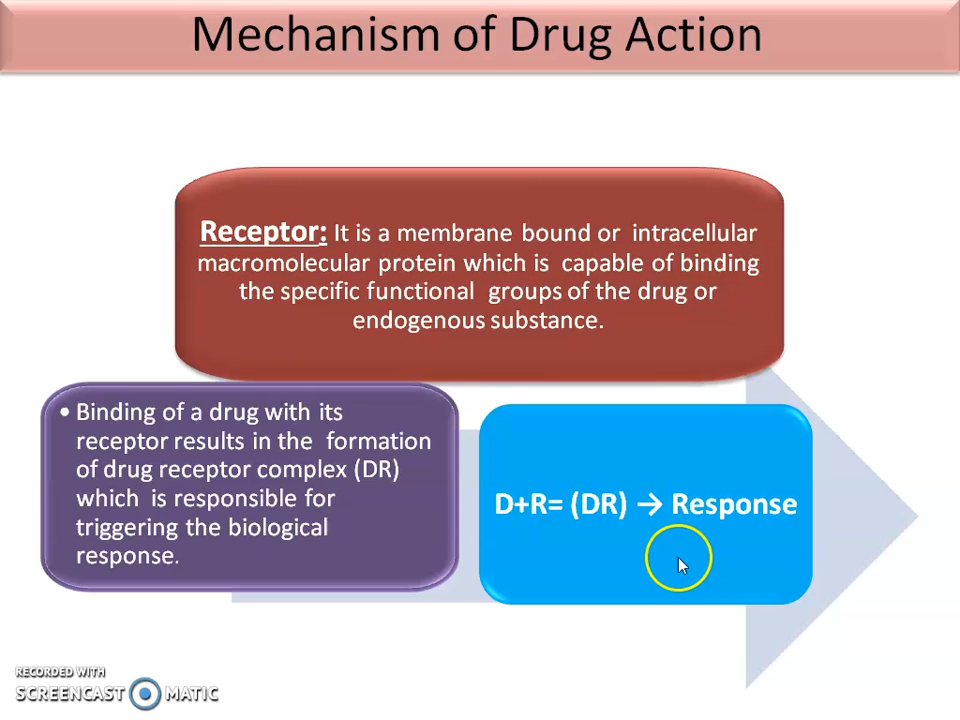 Mechanism of Drug Action
Receptor: It is a membrane bound or intracellular
macromolecular protein which is capable of binding
the specific functional groups of the drug or
endogenous substance.
• Binding of a drug with its
receptor results in the formation
of drug receptor complex (DR)
which is responsible for
triggering the biological
response.
D+R= (DR) → Response
RECORDED WITH
SCREENCAST MATIC